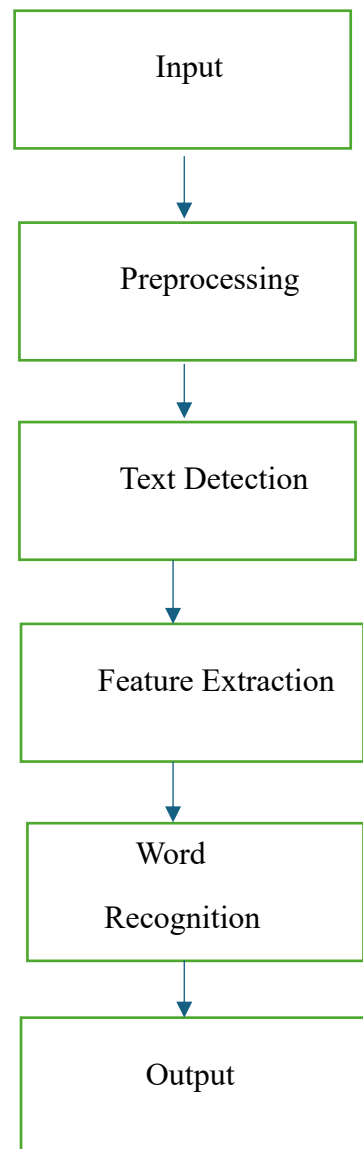 Input
Preprocessing
Text Detection
Feature Extraction
Word
Recognition
Output